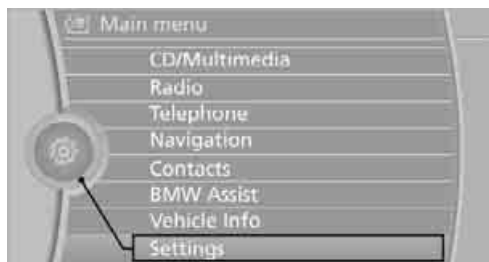 Main menu
CD/Multimedia
Radio
Telephone
Navigation
Contacts
BMW Assist
Vehicle Info
Settings